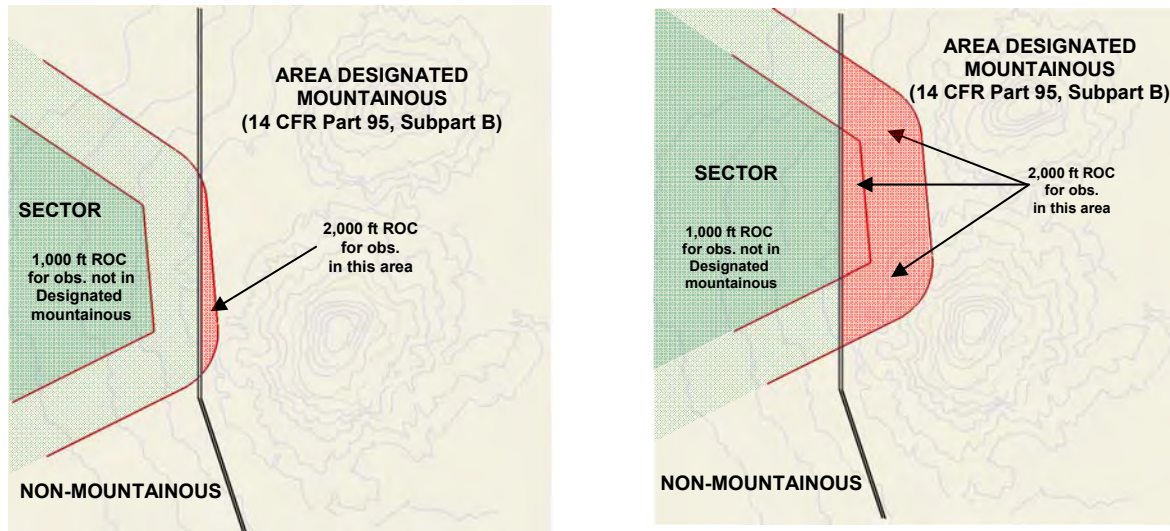 AREA DESIGNATED
MOUNTAINOUS
(14 CFR Part 95, Subpart B)
SECTOR
1,000 ft ROC
for obs. not in
Designated
mountainous
2,000 ft ROC
for obs.
in this area
NON-MOUNTAINOUS
AREA DESIGNATED
MOUNTAINOUS
(14 CFR Part 95, Subpart B)
SECTOR
2,000 ft ROC
for obs.
in this area
1,000 ft ROC
for obs. not in
Designated
mountainous
NON-MOUNTAINOUS